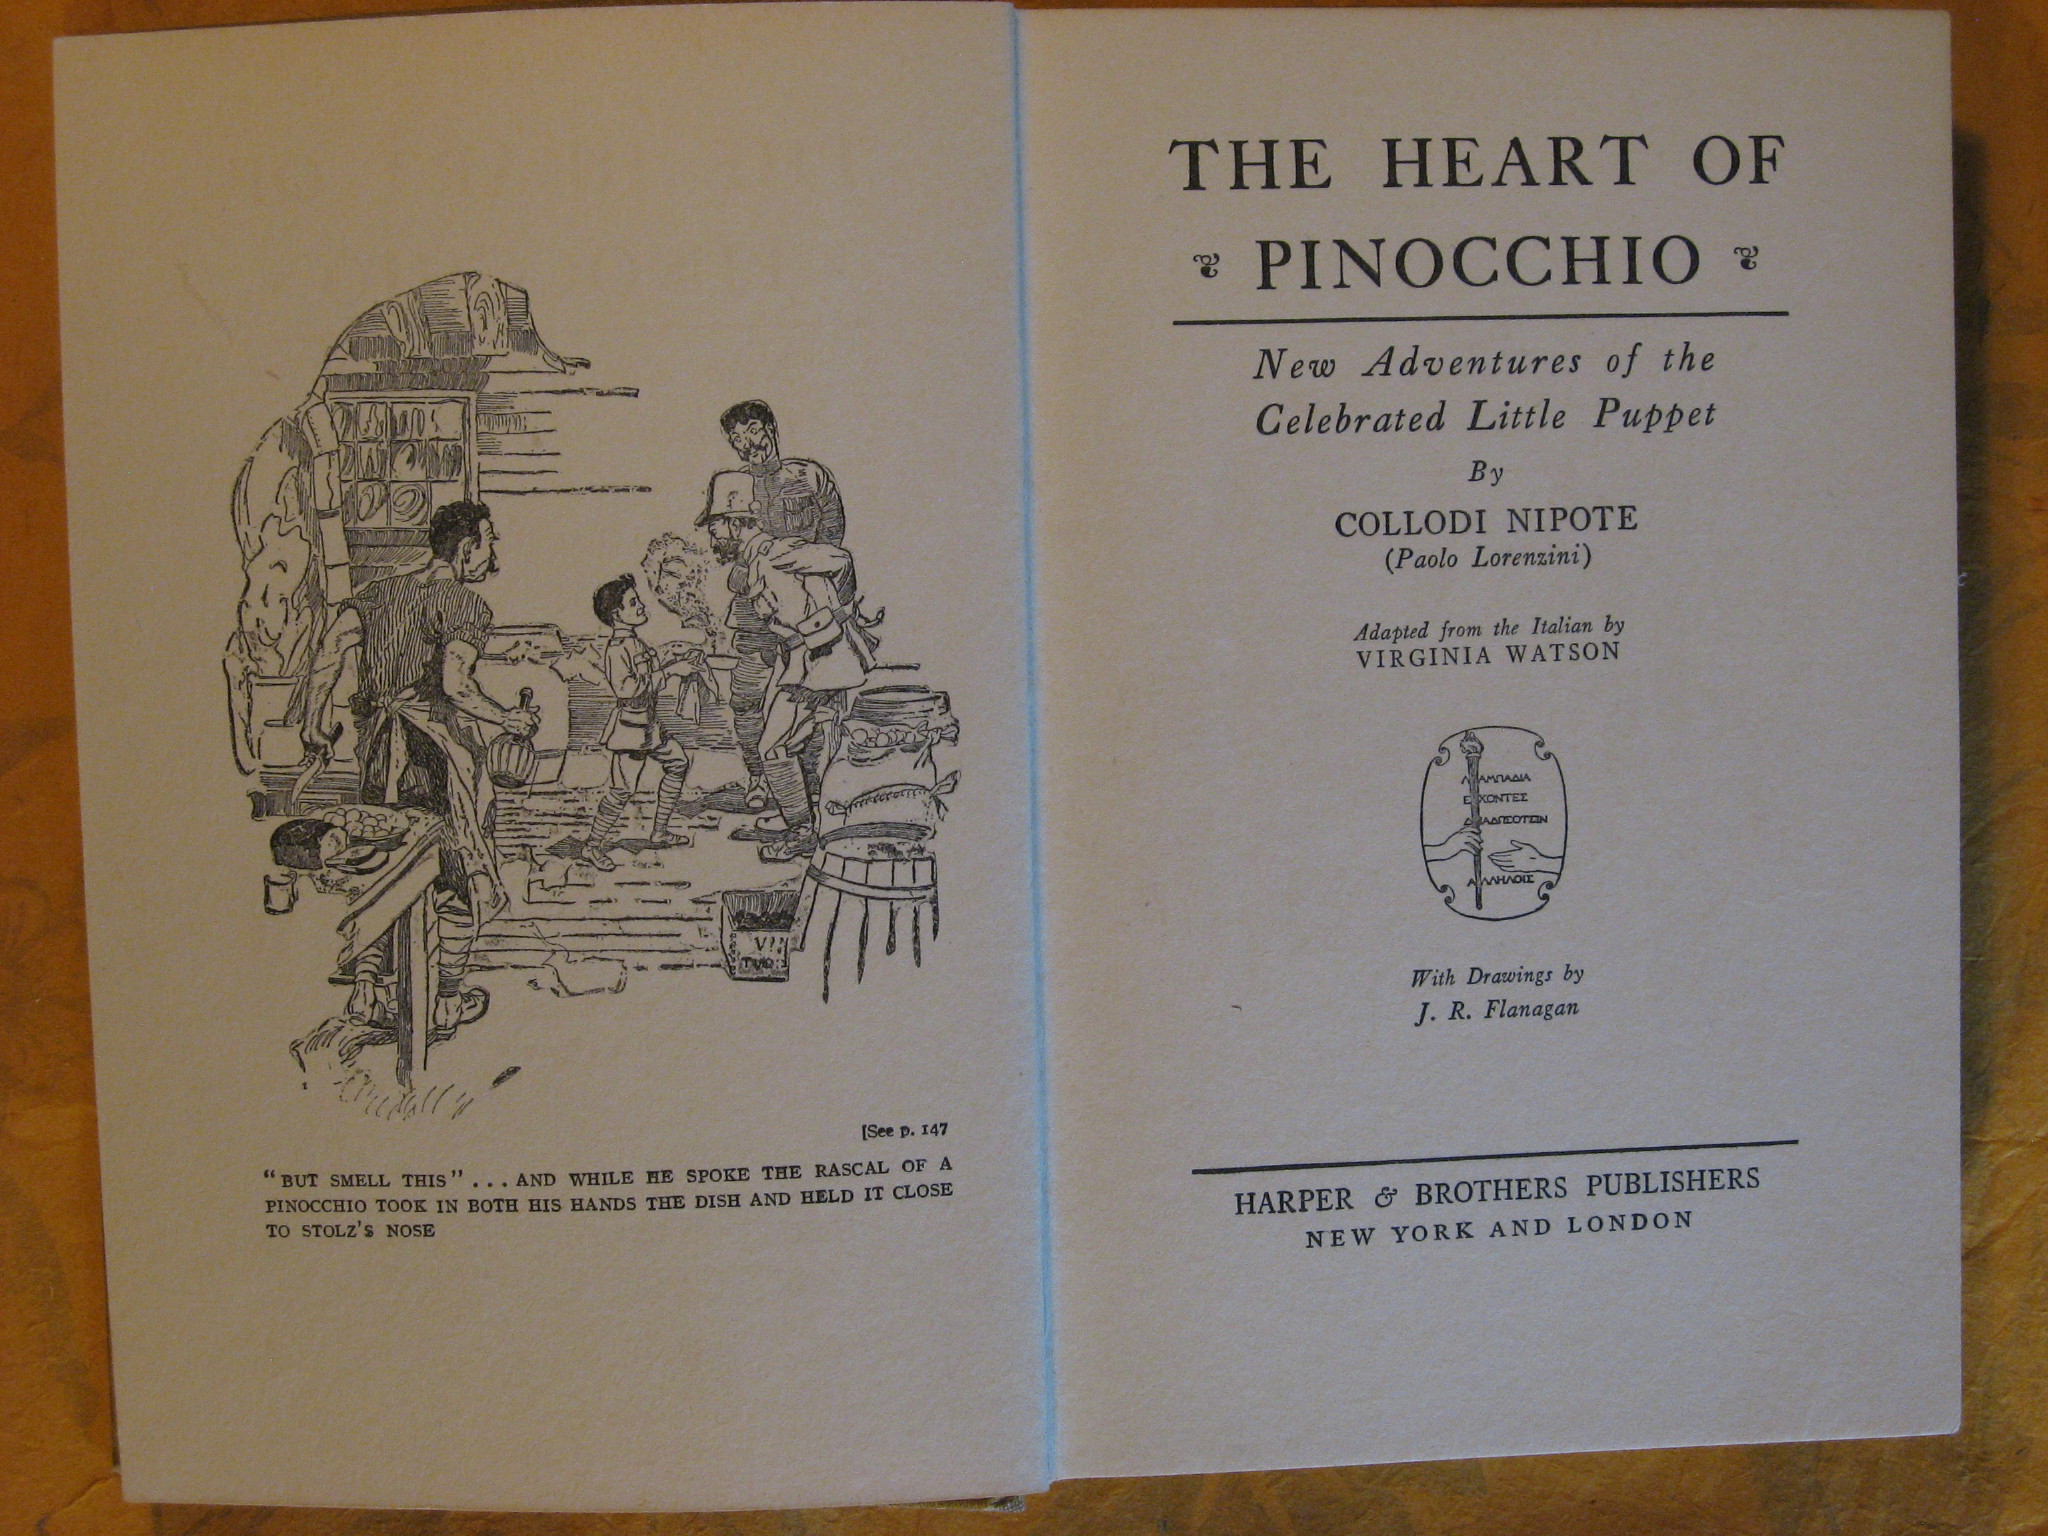 [See p. 147
"BUT SMELL THIS" . . . AND WHILE HE SPOKE THE RASCAL OF A
PINOCCHIO TOOK IN BOTH HIS HANDS THE DISH AND HELD IT CLOSE
TO STOLZ'S NOSE
THE HEART OF
PINOCCHIO
New Adventures of the
Celebrated Little Puppet
By
COLLODI NIPOTE
(Paolo Lorenzini)
Adapted from the Italian by
VIRGINIA WATSON
ΛΑΜΠΑΔΙΑ
ΕΧΟΝΤΕΣ
ΑΛΛΗΛΟΙΣ
With Drawings by
J. R. Flanagan
HARPER & BROTHERS PUBLISHERS
NEW YORK AND LONDON